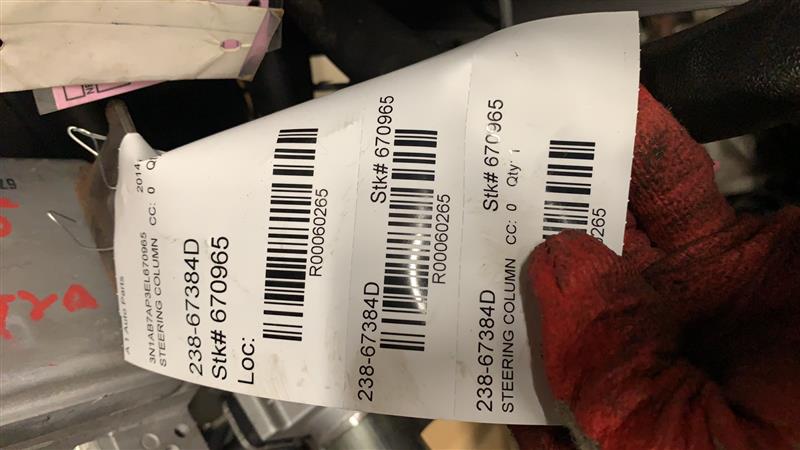 A 1 Auto Parts
3N1AB7AP3EL670965 2014
STEERING COLUMN CC: 0
238-67384D
Stk# 670965
Loc:
R00060265
238-67384D Stk# 670965
R00060265
238-67384D Stk# 670965
STEERING COLUMN CC: 0 Qty: 1